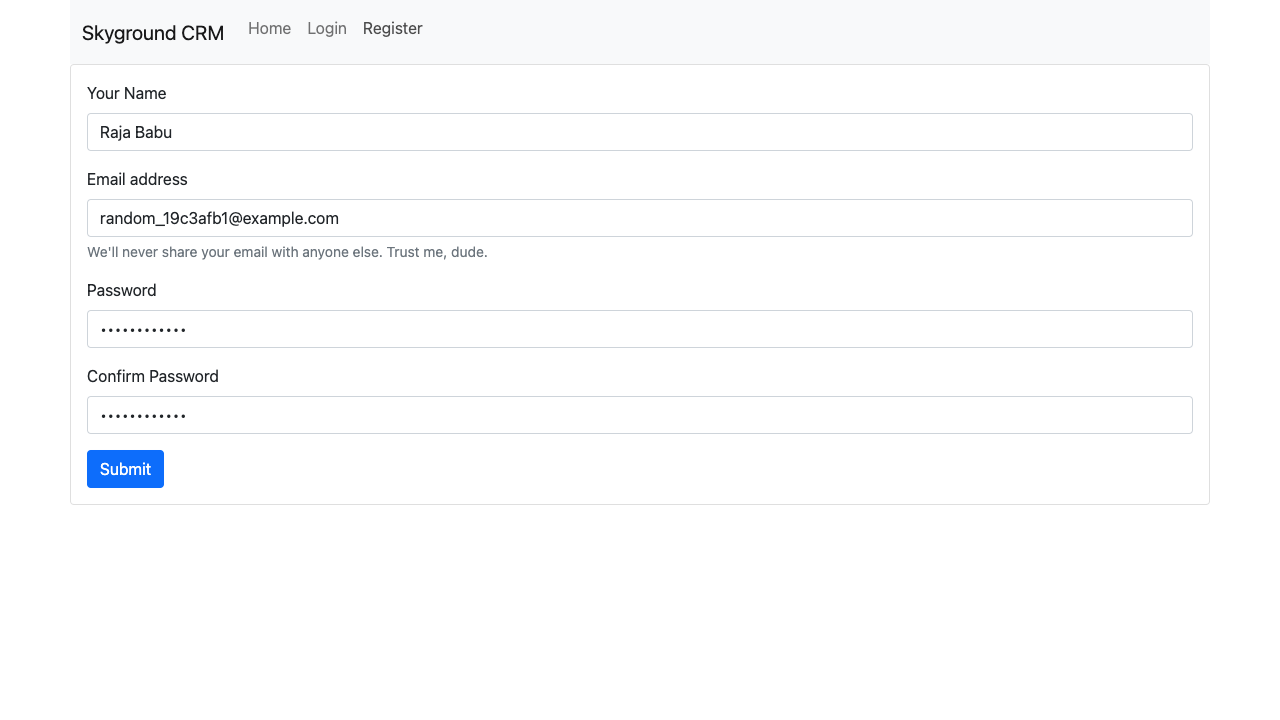 Skyground CRM Home Login Register
Your Name
Raja Babu
Email address
random_19c3afb1@example.com
We'll never share your email with anyone else. Trust me, dude.
Password
••••••••••••
Confirm Password
••••••••••••
Submit